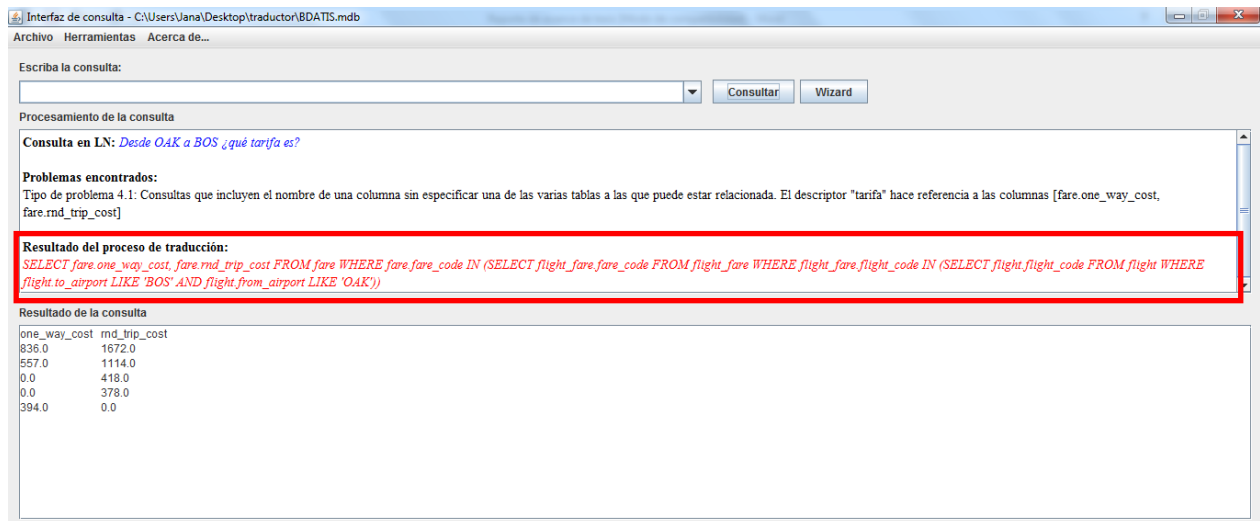 Interfaz de consulta - C:\Users\Jana\Desktop\traductor\BDATIS.mdb
Archivo Herramientas Acerca de...
Escriba la consulta:
Consultar Wizard
Procesamiento de la consulta
Consulta en LN: Desde OAK a BOS ¿qué tarifa es?
Problemas encontrados:
Tipo de problema 4.1: Consultas que incluyen el nombre de una columna sin especificar una de las varias tablas a las que puede estar relacionada. El descriptor "tarifa" hace referencia a las columnas [fare.one_way_cost,
fare.rnd_trip_cost]
Resultado del proceso de traducción:
SELECT fare.one_way_cost, fare.rnd_trip_cost FROM fare WHERE fare.fare_code IN (SELECT flight_fare.fare_code FROM flight_fare WHERE flight_fare.flight_code IN (SELECT flight.flight_code FROM flight WHERE
flight.to_airport LIKE 'BOS' AND flight.from_airport LIKE 'OAK'))
Resultado de la consulta
one_way_cost rnd_trip_cost
836.0 1672.0
557.0 1114.0
0.0 418.0
0.0 378.0
394.0 0.0